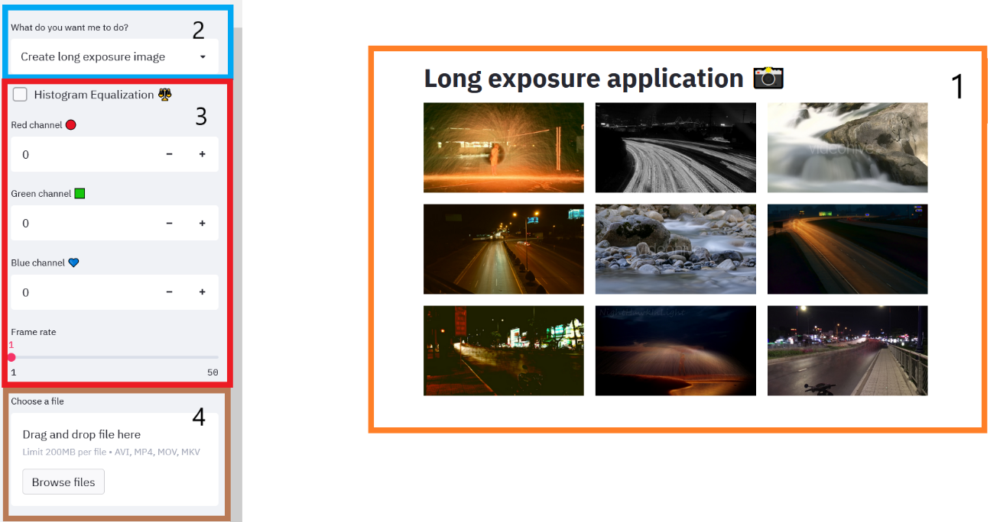 What do you want me to do?
2
Create long exposure image
Histogram Equalization
3
Red channel
0 - +
Green channel
0 - +
Blue channel
0 - +
Frame rate
1
1 50
Choose a file
4
Drag and drop file here
Limit 200MB per file • AVI, MP4, MOV, MKV
Browse files
Long exposure application
1
videohive
videohive